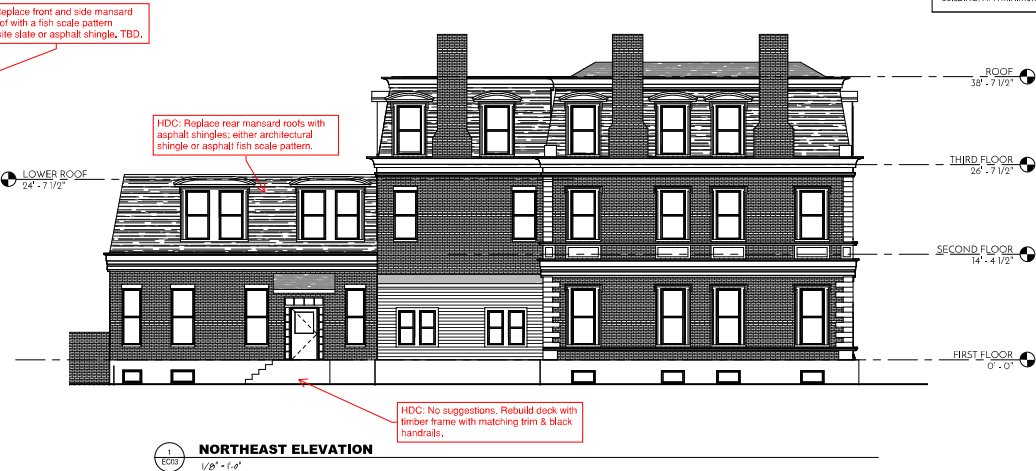 Replace front and side mansard
of with a fish scale pattern
site slate or asphalt shingle. TBD.
ROOF
38' - 7 1/2"
HDC: Replace rear mansard roofs with
asphalt shingles; either architectural
shingle or asphalt fish scale pattern.
THIRD FLOOR
26' - 7 1/2"
LOWER ROOF
24' - 7 1/2"
SECOND FLOOR
14' - 4 1/2"
FIRST FLOOR
0' - 0"
HDC: No suggestions. Rebuild deck with
timber frame with matching trim & black
handrails.
1
EC03
NORTHEAST ELEVATION
1/8" = 1'-0"